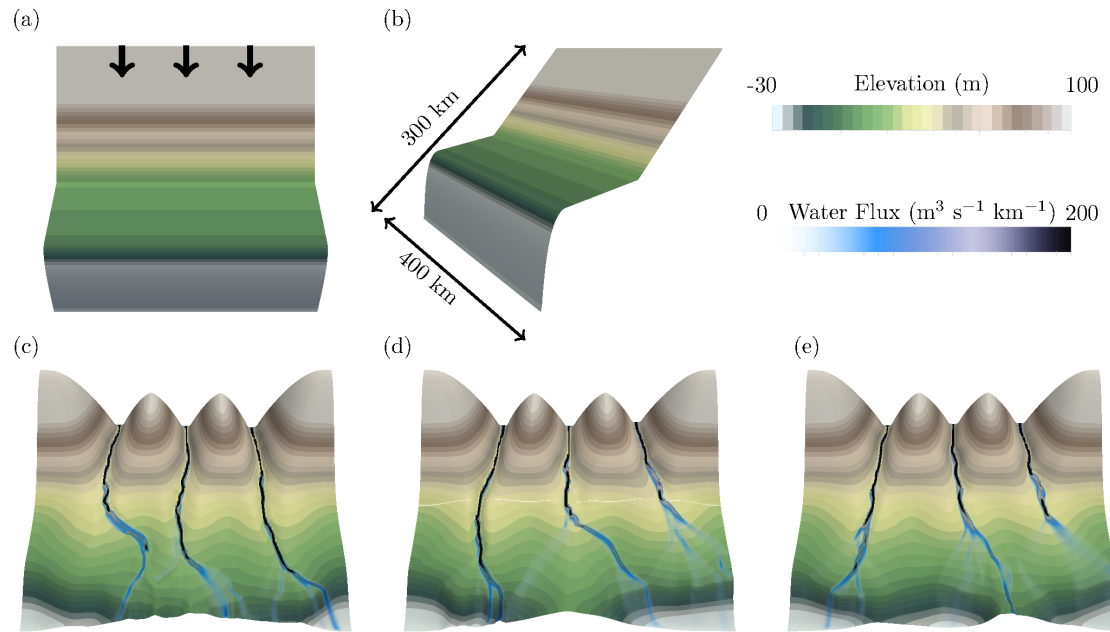 (a)
(b)
300 km
400 km
-30 Elevation (m) 100
0 Water Flux (m³ s⁻¹ km⁻¹) 200
(c)
(d)
(e)